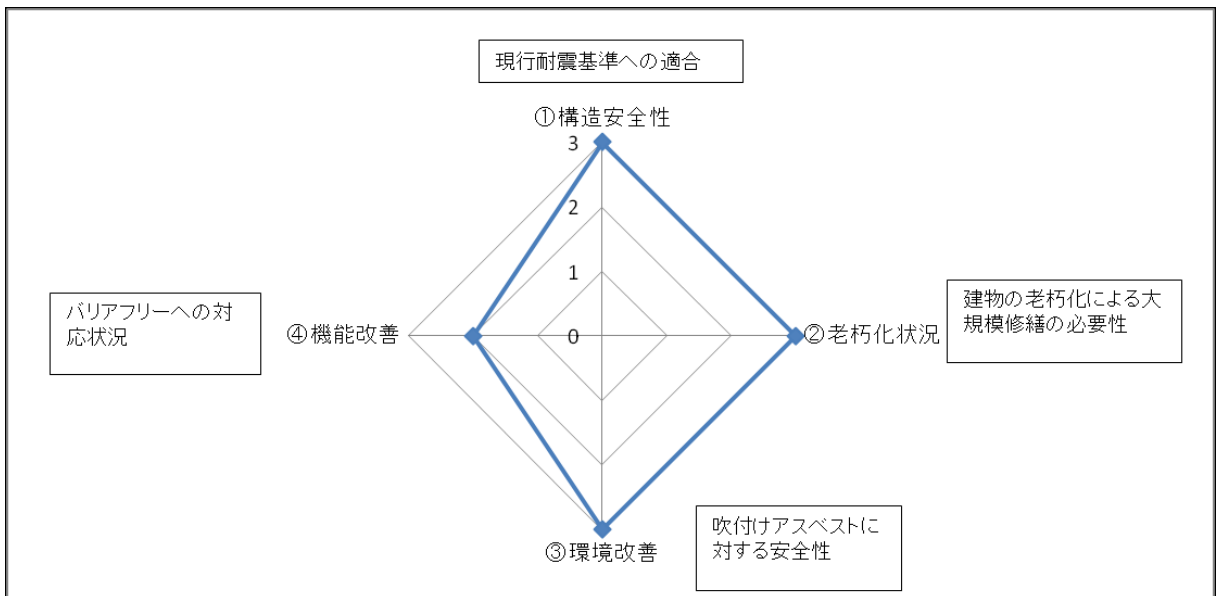 現行耐震基準への適合
①構造安全性
3
2
1
0
バリアフリーへの対
応状況
④機能改善
②老朽化状況
建物の老朽化による大
規模修繕の必要性
③環境改善
吹付けアスベストに
対する安全性